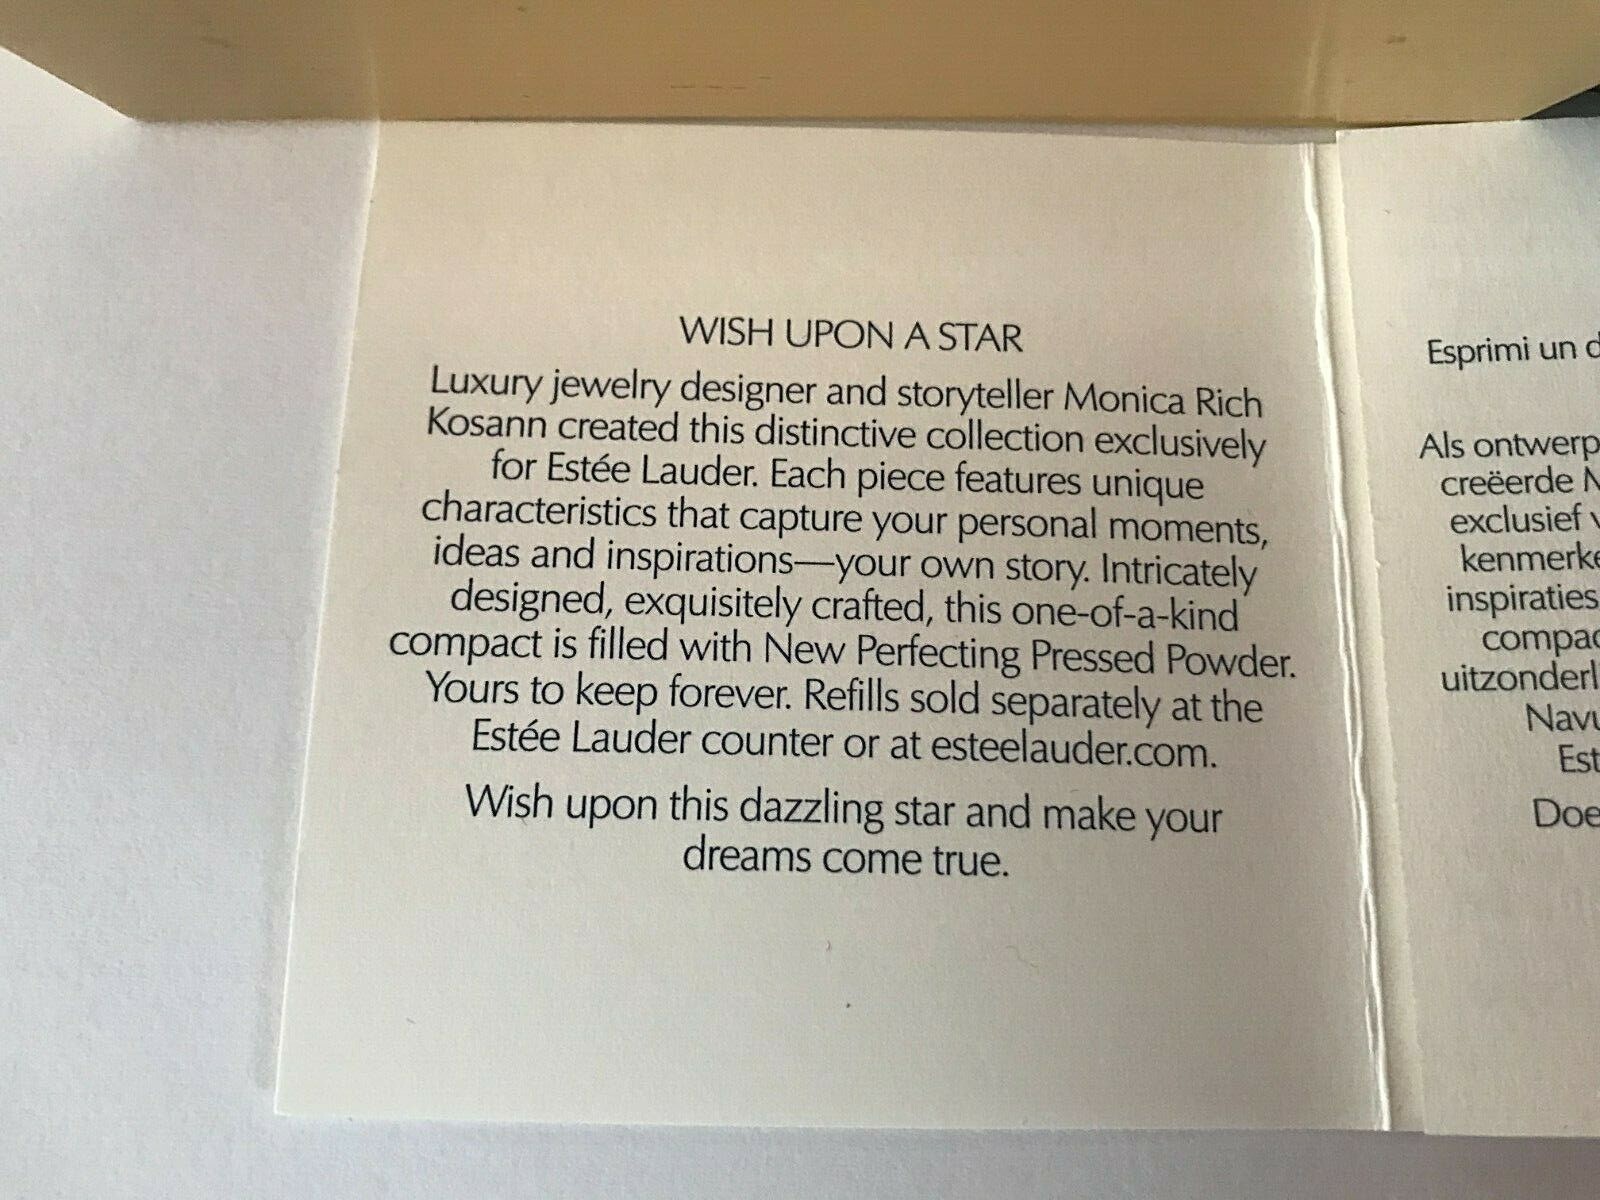 WISH UPON A STAR
Luxury jewelry designer and storyteller Monica Rich
Kosann created this distinctive collection exclusively
for Estée Lauder. Each piece features unique
characteristics that capture your personal moments,
ideas and inspirations—your own story. Intricately
designed, exquisitely crafted, this one-of-a-kind
compact is filled with New Perfecting Pressed Powder.
Yours to keep forever. Refills sold separately at the
Estée Lauder counter or at esteelauder.com.
Wish upon this dazzling star and make your
dreams come true.
Esprimi un
Als
creëerde
exclusief
inspiraties
Doe